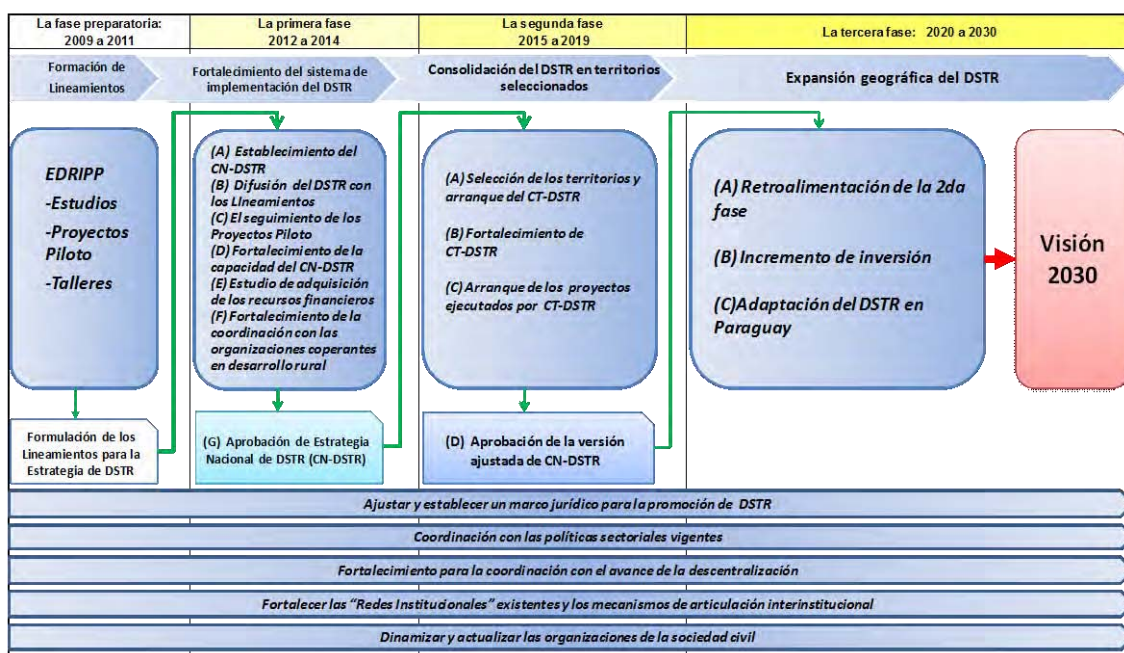 La fase preparatoria:
2009 a 2011
La primera fase
2012 a 2014
La segunda fase
2015 a 2019
La tercera fase: 2020 a 2030
Formación de
Lineamientos
Fortalecimiento del sistema de
implementación del DSTR
Consolidación del DSTR en territorios
seleccionados
Expansión geográfica del DSTR
EDRIPP
-Estudios
-Proyectos
Piloto
-Talleres
(A) Establecimiento del
CN-DSTR
(B) Difusión del DSTR con
los LIneamientos
(C) El seguimiento de los
Proyectos Piloto
(D) Fortalecimiento de la
capacidad del CN-DSTR
(E) Estudio de adquisición
de los recursos financieros
(F) Fortalecimiento de la
coordinación con las
organizaciones coperantes
en desarrollo rural
(A) Selección de los territorios y
arranque del CT-DSTR
(B) Fortalecimiento de
CT-DSTR
(C) Arranque de los proyectos
ejecutados por CT-DSTR
(A) Retroalimentación de la 2da
fase
(B) Incremento de inversión
(C)Adaptación del DSTR en
Paraguay
Visión
2030
Formulación de los
Lineamientos para la
Estrategia de DSTR
(G) Aprobación de Estrategia
Nacional de DSTR (CN-DSTR)
(D) Aprobación de la versión
ajustada de CN-DSTR
Ajustar y establecer un marco jurídico para la promoción de DSTR
Coordinación con las políticas sectoriales vigentes
Fortalecimiento para la coordinación con el avance de la descentralización
Fortalecer las “Redes Institucionales” existentes y los mecanismos de articulación interinstitucional
Dinamizar y actualizar las organizaciones de la sociedad civil